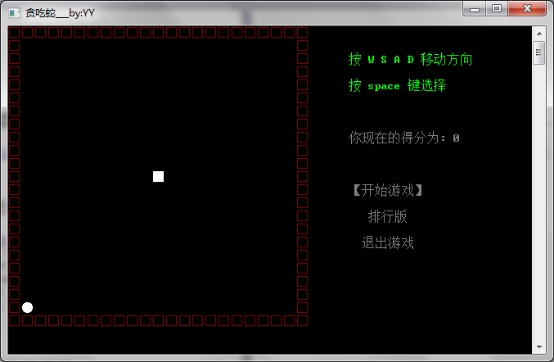 贪吃蛇__by:YY
按 W S A D 移动方向
按 space 键选择
你现在的得分为: 0
【开始游戏】
排行版
退出游戏